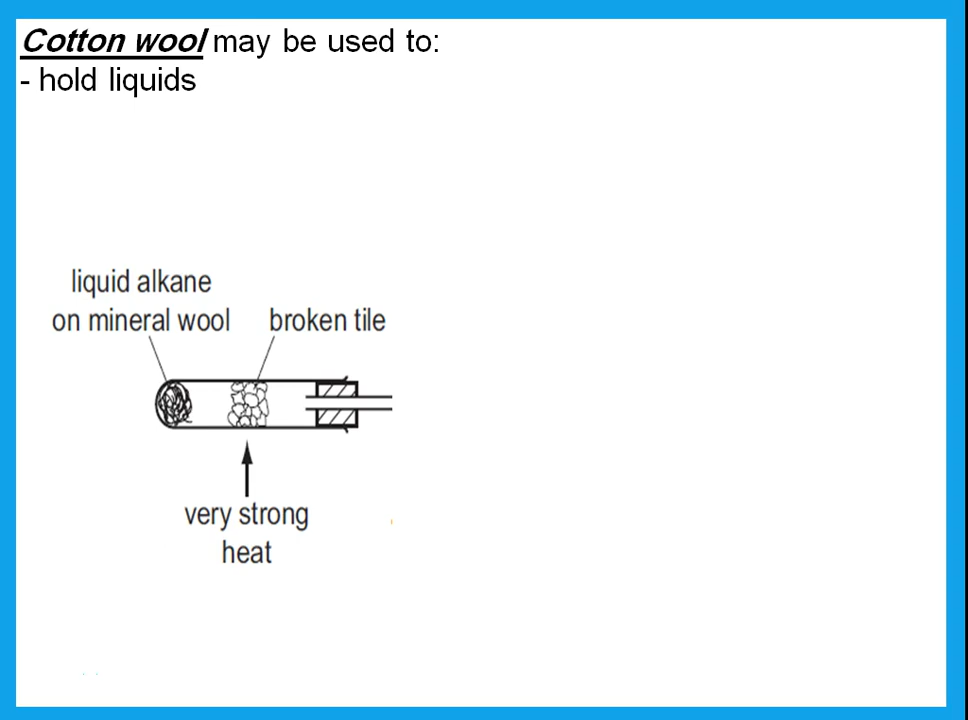 Cotton wool may be used to:
- hold liquids
liquid alkane
on mineral wool
broken tile
very strong
heat